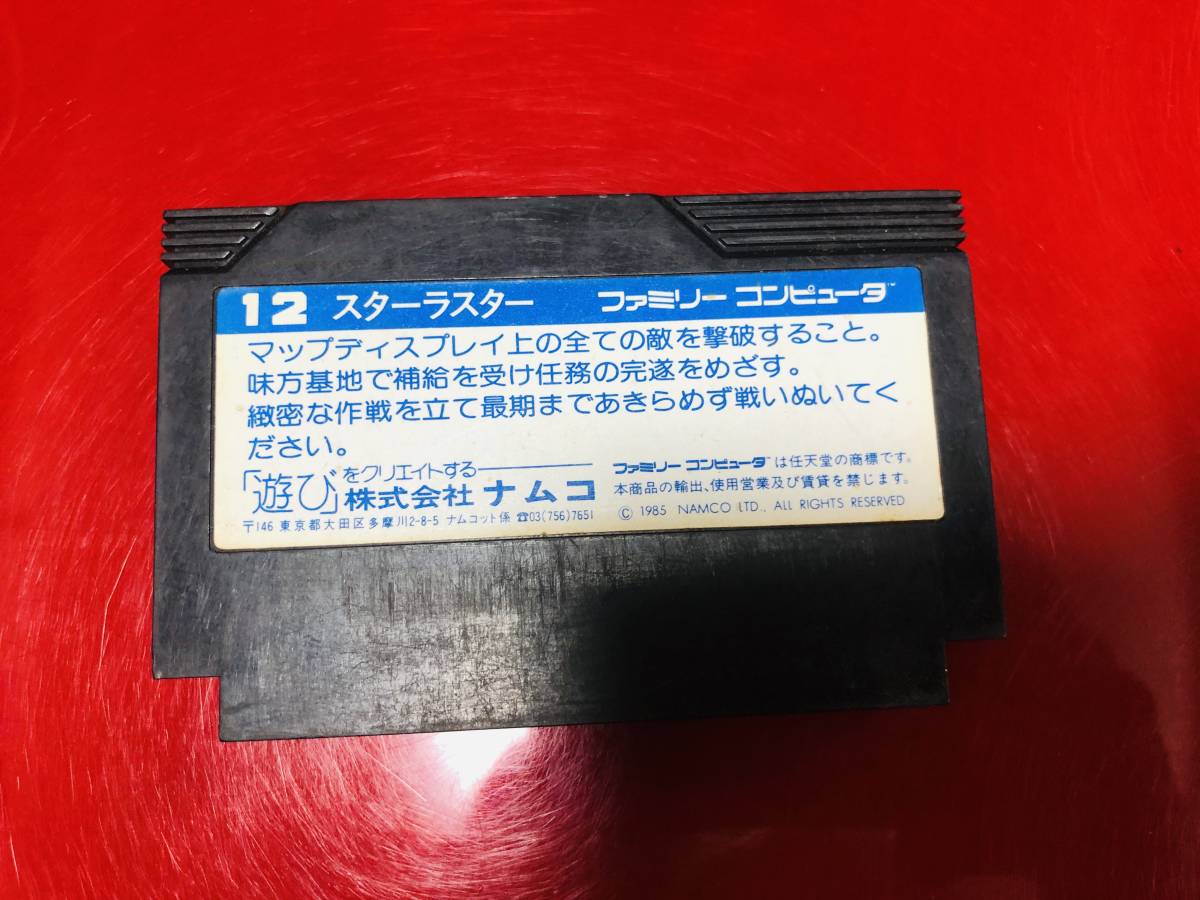 12 スターラスター ファミリー コンピュータ™
マップディスプレイ上の全ての敵を撃破すること。
味方基地で補給を受け任務の完遂をめざす。
緻密な作戦を立て最期まであきらめず戦いぬいてく
ださい。
「遊び」をクリエイトする
株式会社 ナムコ
〒146 東京都大田区多摩川2-8-5 ナムコット係 ☎03(756)7651
ファミリー コンピュータ™は任天堂の商標です。
本商品の輸出、使用営業及び賃貸を禁じます。
© 1985 NAMCO LTD., ALL RIGHTS RESERVED